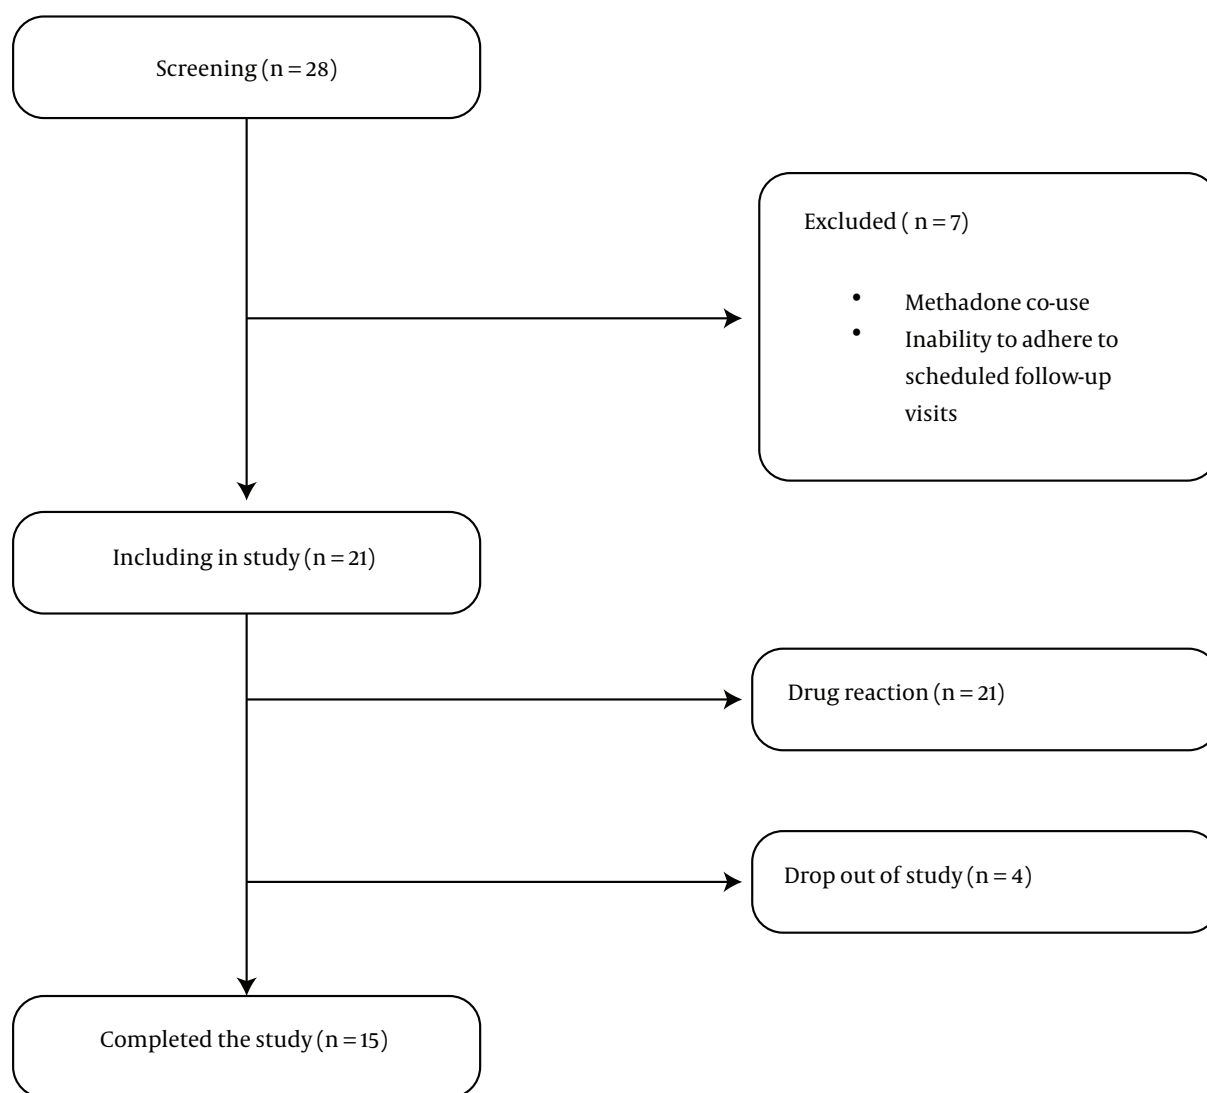 Screening (n = 28)
Excluded ( n = 7)
• Methadone co-use
• Inability to adhere to
scheduled follow-up
visits
Including in study (n = 21)
Drug reaction (n = 21)
Drop out of study (n = 4)
Completed the study (n = 15)